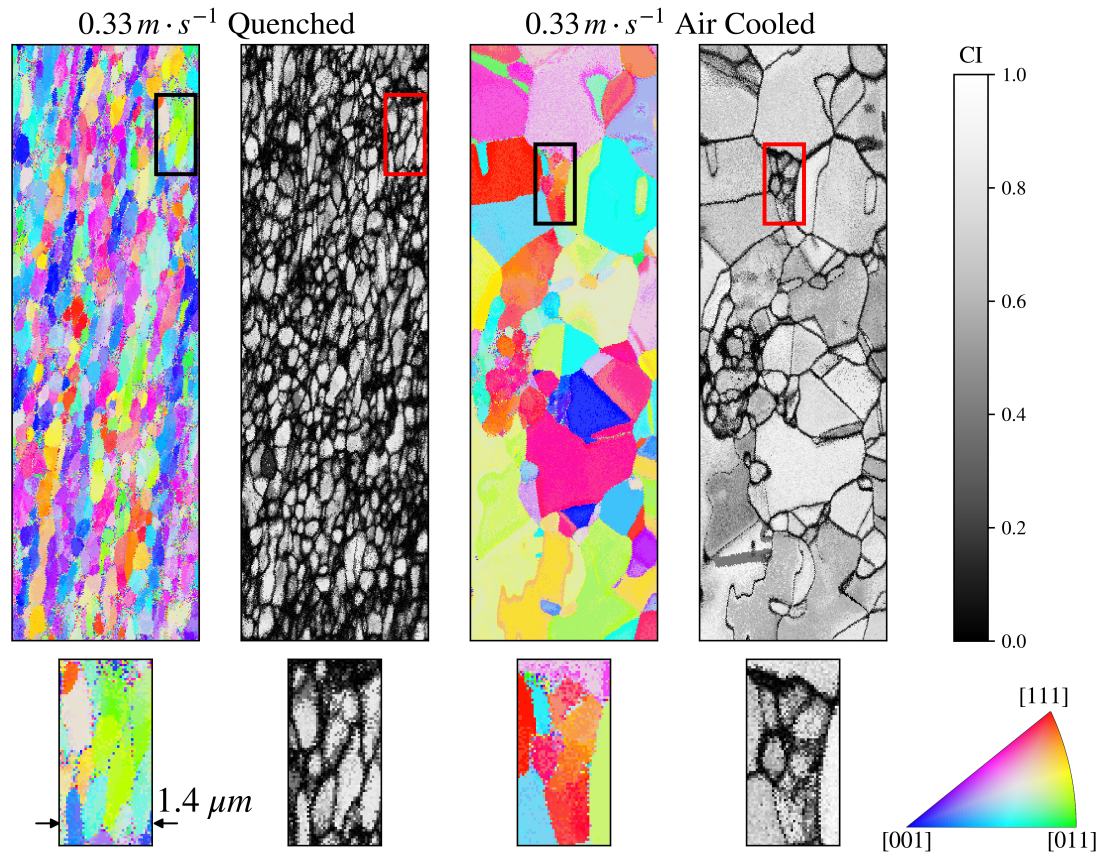 0.33 m · s⁻¹ Quenched
0.33 m · s⁻¹ Air Cooled
CI
1.0
0.8
0.6
0.4
0.2
0.0
1.4 μm
[111]
[001]
[011]